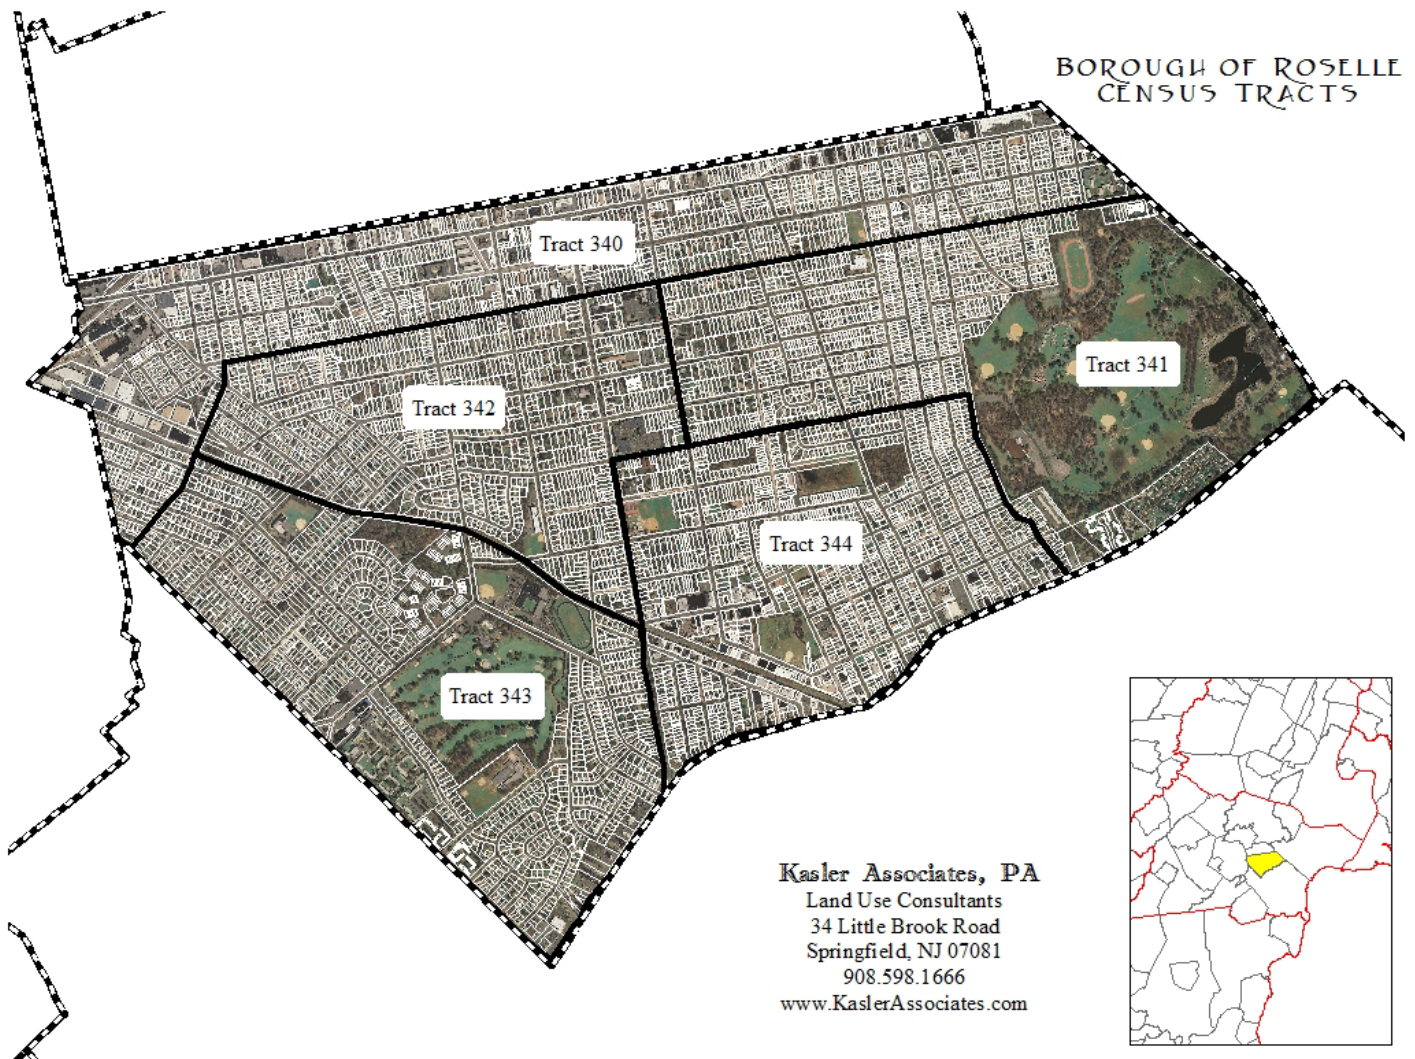 BOROUGH OF ROSELLE
CENSUS TRACTS
Tract 340
Tract 341
Tract 342
Tract 344
Tract 343
Kasler Associates, PA
Land Use Consultants
34 Little Brook Road
Springfield, NJ 07081
908.598.1666
www.KaslerAssociates.com